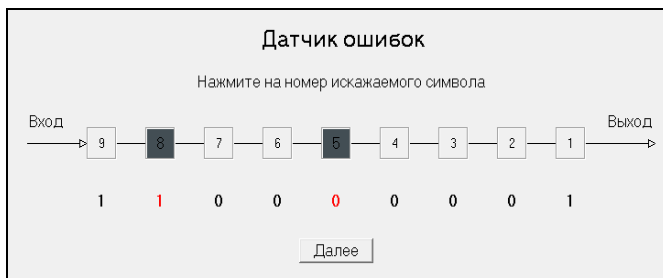 Датчик ошибок
Нажмите на номер искажаемого символа
Вход Выход
9 8 7 6 5 4 3 2 1
1 1 0 0 0 0 0 0 1
Далее